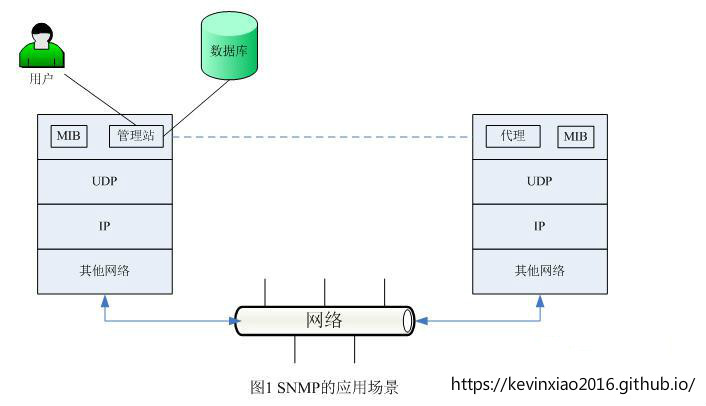 用户
数据库
MIB
管理站
代理
MIB
UDP
UDP
IP
IP
其他网络
其他网络
网络
图1 SNMP的应用场景
https://kevinxiao2016.github.io/